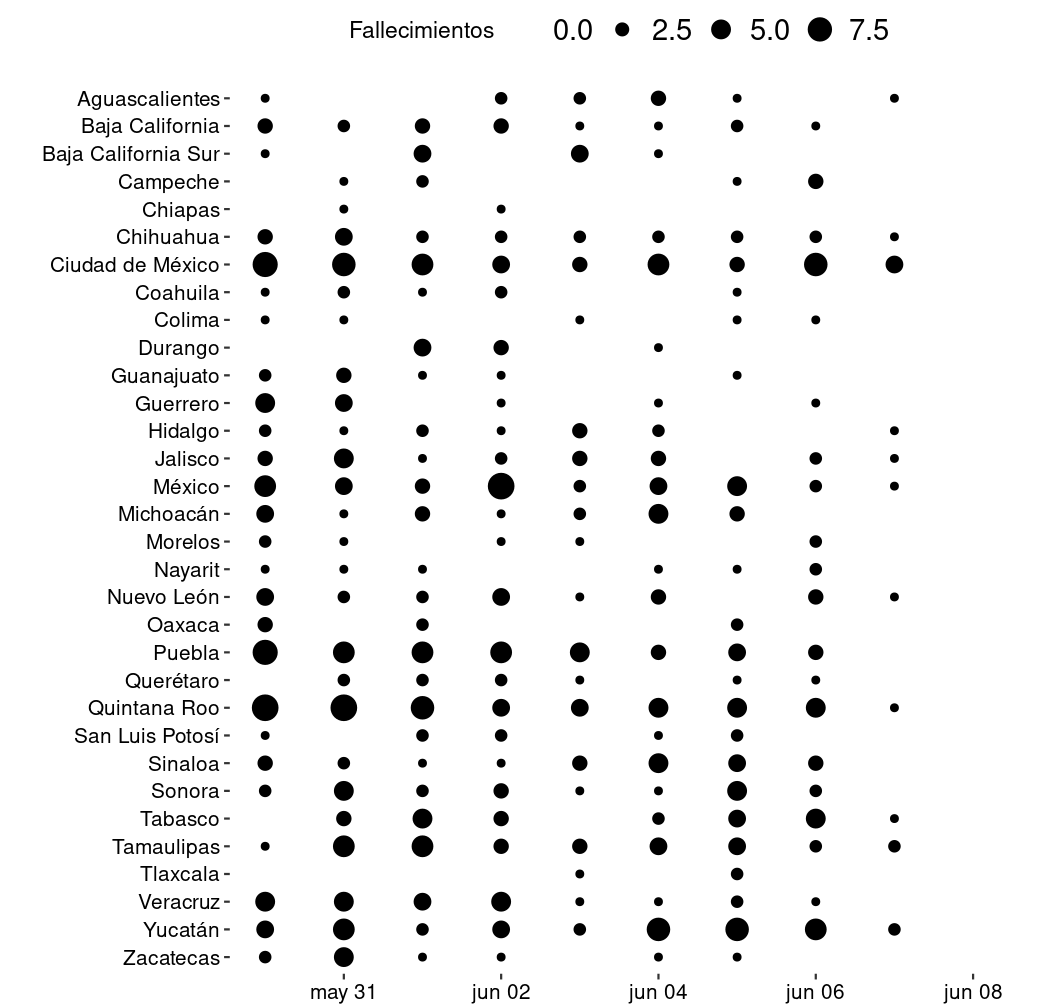 Fallecimientos 0.0 2.5 5.0 7.5
Aguascalientes
Baja California
Baja California Sur
Campeche
Chiapas
Chihuahua
Ciudad de México
Coahuila
Colima
Durango
Guanajuato
Guerrero
Hidalgo
Jalisco
México
Michoacán
Morelos
Nayarit
Nuevo León
Oaxaca
Puebla
Querétaro
Quintana Roo
San Luis Potosí
Sinaloa
Sonora
Tabasco
Tamaulipas
Tlaxcala
Veracruz
Yucatán
Zacatecas
may 31 jun 02 jun 04 jun 06 jun 08